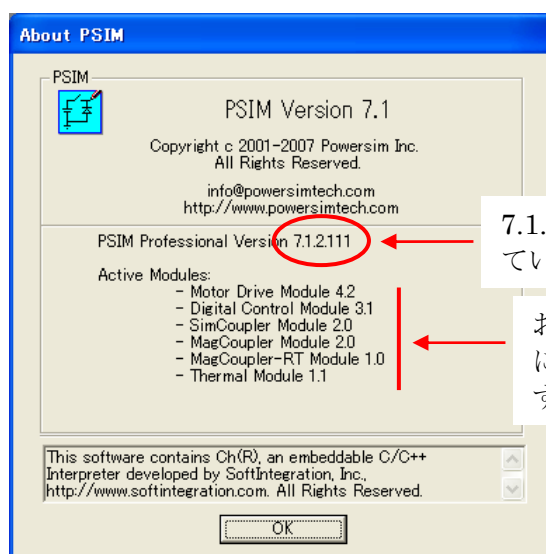 About PSIM
PSIM
PSIM Version 7.1
Copyright c 2001-2007 Powersim Inc.
All Rights Reserved.
info@powersimtech.com
http://www.powersimtech.com
PSIM Professional Version 7.1.2.111
7.1.
てい
Active Modules:
- Motor Drive Module 4.2
- Digital Control Module 3.1
- SimCoupler Module 2.0
- MagCoupler Module 2.0
- MagCoupler-RT Module 1.0
- Thermal Module 1.1
お
に
す
This software contains Ch(R), an embeddable C/C++
Interpreter developed by SoftIntegration, Inc.,
http://www.softintegration.com. All Rights Reserved.
OK